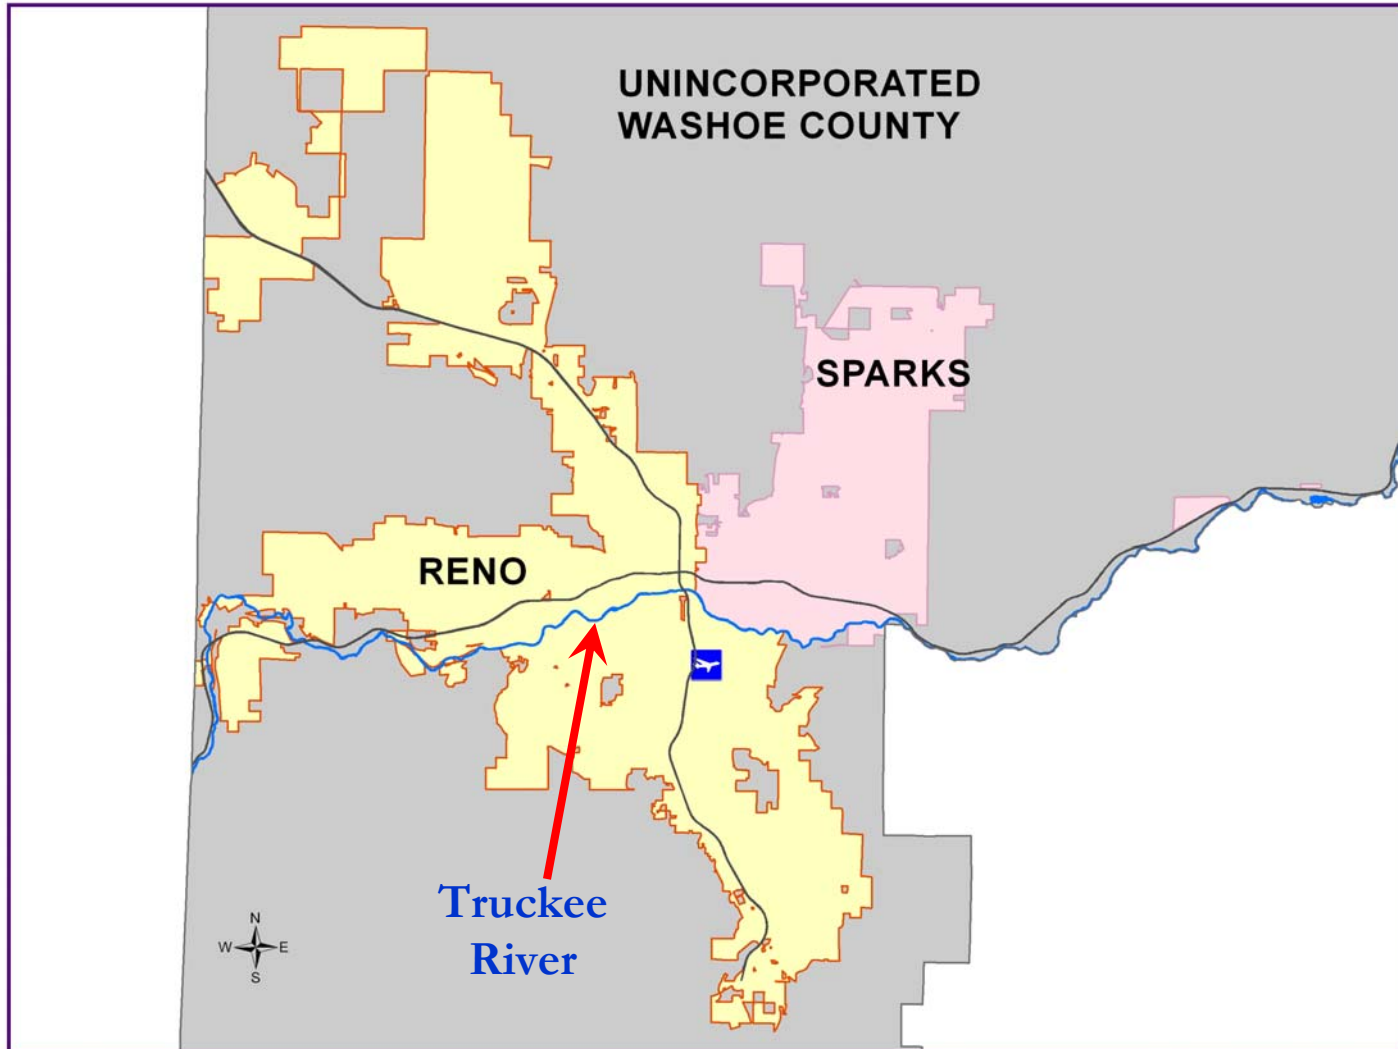 UNINCORPORATED
WASHOE COUNTY
SPARKS
RENO
Truckee
River
N
W E
S